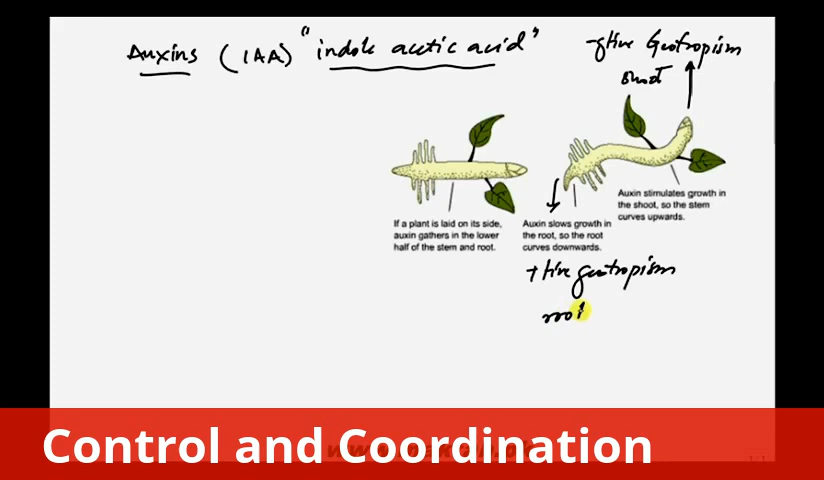 Auxins (IAA) "indole acetic acid"
-gtive Geotropism
shoot
If a plant is laid on its side,
auxin gathers in the lower
half of the stem and root.
Auxin slows growth in
the root, so the root
curves downwards.
Auxin stimulates growth in
the shoot, so the stem
curves upwards.
+tive geotropism
root
Control and Coordination